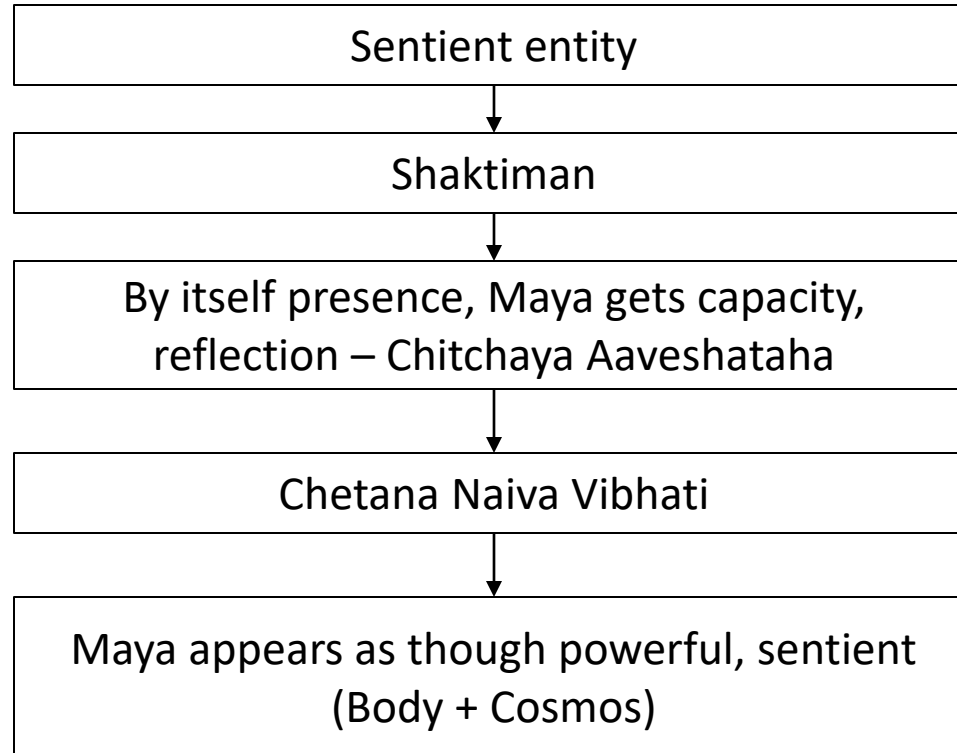 Sentient entity
Shaktiman
By itself presence, Maya gets capacity,
reflection – Chitchaya Aaveshataha
Chetana Naiva Vibhati
Maya appears as though powerful, sentient
(Body + Cosmos)